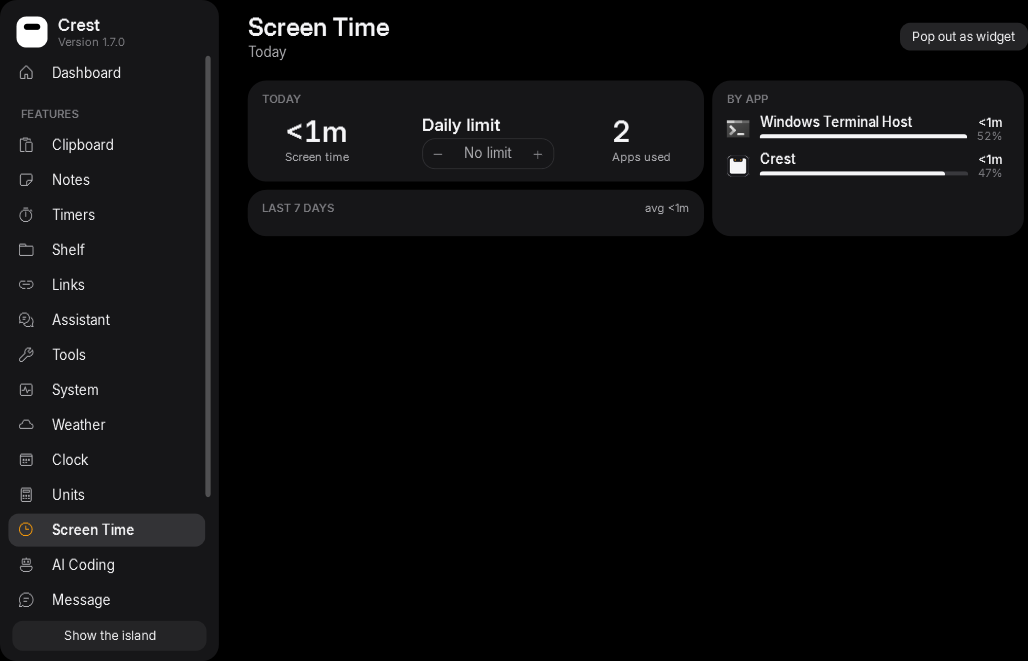 Crest
Version 1.7.0
Dashboard
FEATURES
Clipboard
Notes
Timers
Shelf
Links
Assistant
Tools
System
Weather
Clock
Units
Screen Time
AI Coding
Message
Show the island
Screen Time
Today
Pop out as widget
TODAY
<1m
Screen time
Daily limit
− No limit +
2
Apps used
LAST 7 DAYS
avg <1m
BY APP
Windows Terminal Host
<1m
52%
Crest
<1m
47%